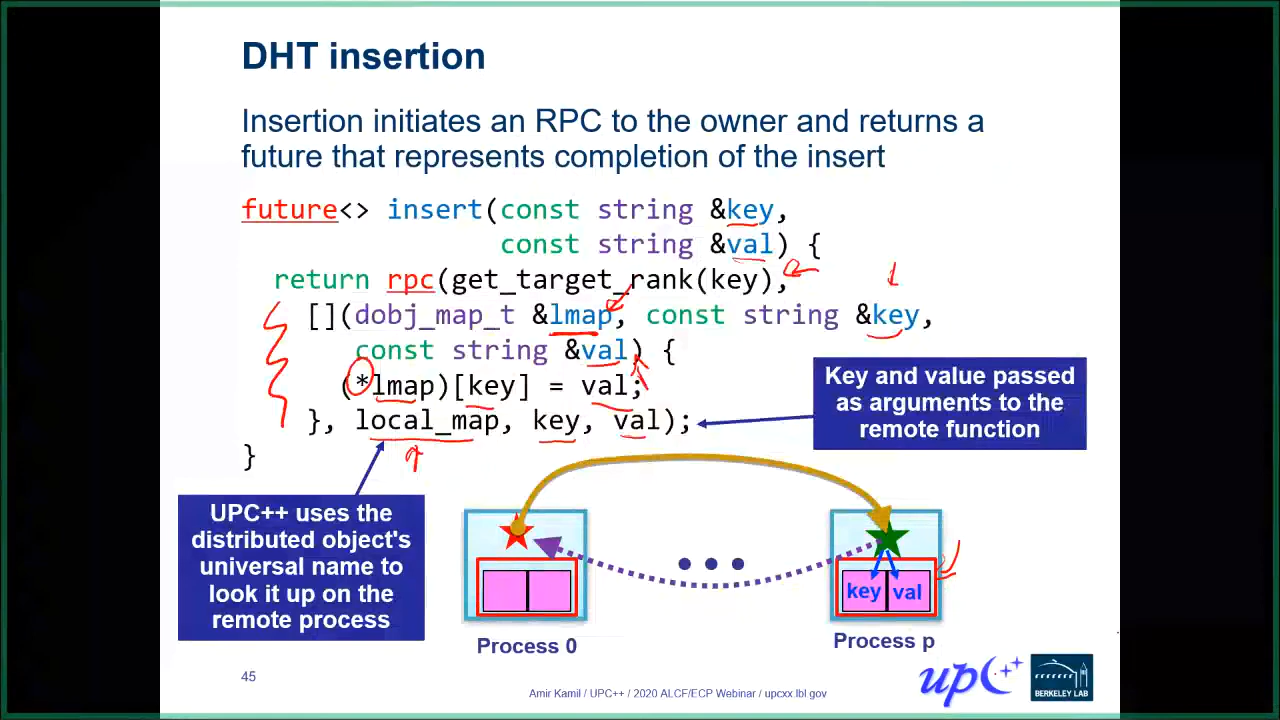 DHT insertion
Insertion initiates an RPC to the owner and returns a
future that represents completion of the insert
future<> insert(const string &key,
const string &val) {
return rpc(get_target_rank(key),
[](dobj_map_t &lmap, const string &key,
const string &val) {
(*lmap)[key] = val;
}, local_map, key, val);
}
Key and value passed
as arguments to the
remote function
UPC++ uses the
distributed object's
universal name to
look it up on the
remote process
key val
Process 0
Process p
45
Amir Kamil / UPC++ / 2020 ALCF/ECP Webinar / upcxx.lbl.gov
upc++
BERKELEY LAB